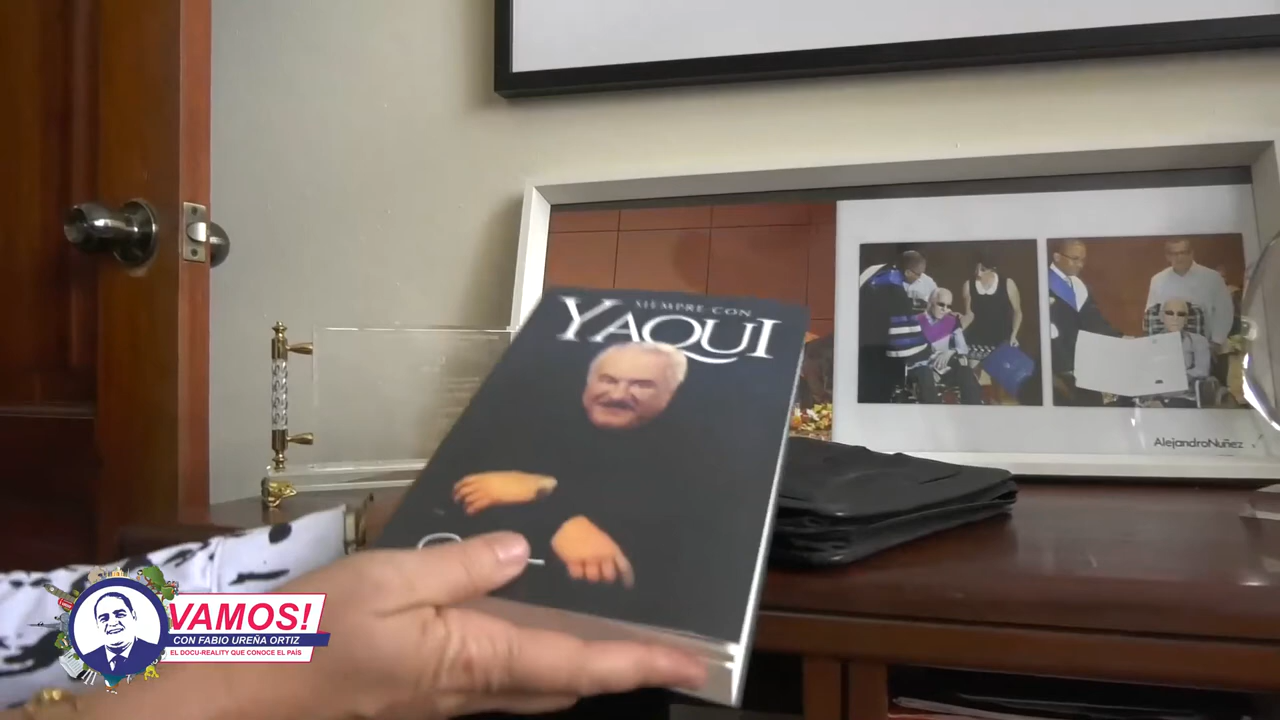 SIEMPRE CON
YAQUI
AlejandroNuñez
VAMOS!
CON FABIO UREÑA ORTIZ
EL DOCU-REALITY QUE CONOCE EL PAÍS